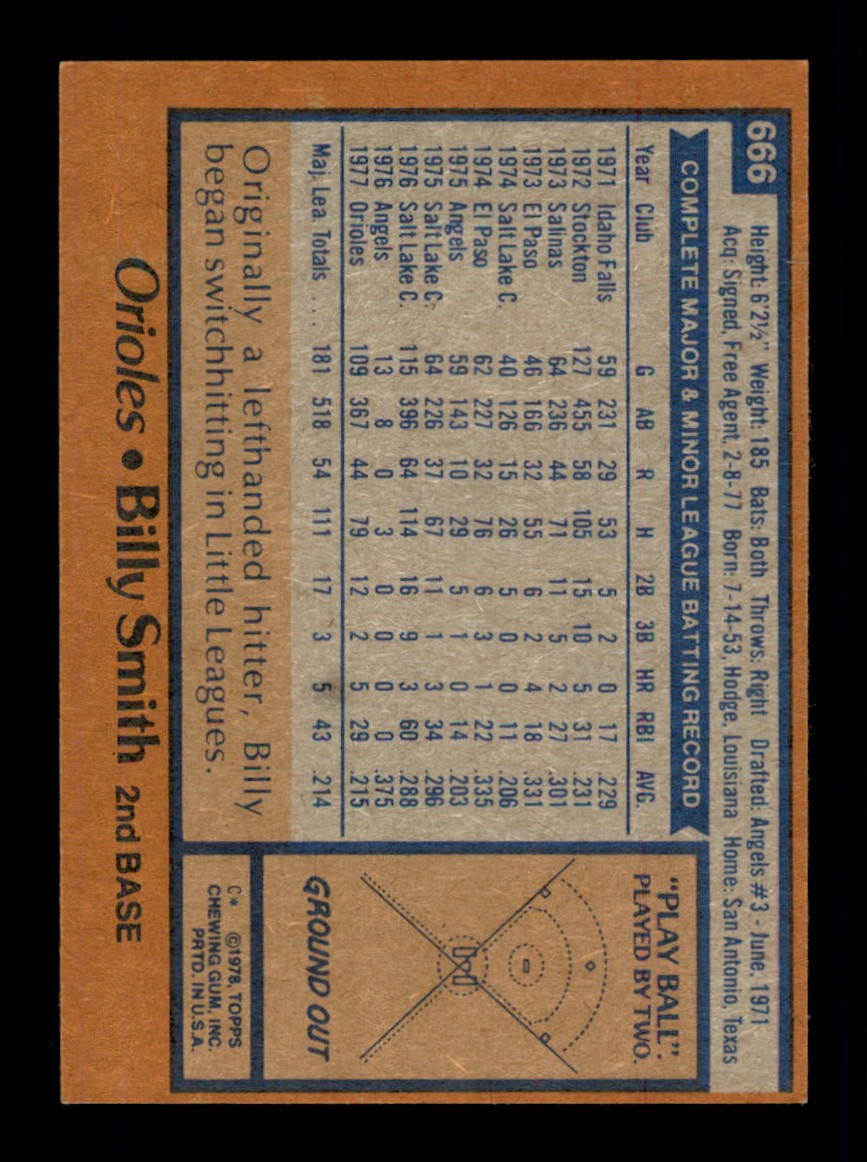 666
Height: 6'2½" Weight: 185 Bats: Both Throws: Right Drafted: Angels #3 - June, 1971
Acq: Signed, Free Agent, 2-8-77 Born: 7-14-53, Hodge, Louisiana Home: San Antonio, Texas
COMPLETE MAJOR & MINOR LEAGUE BATTING RECORD
Year Club G AB R H 2B 3B HR RBI AVG.
1971 Idaho Falls 59 231 29 53 5 2 0 17 .229
1972 Stockton 127 455 58 105 15 10 5 31 .231
1973 Salinas 64 236 44 71 11 5 2 27 .301
1973 El Paso 46 166 32 55 6 2 4 18 .331
1974 Salt Lake C. 40 126 15 26 5 0 0 11 .206
1974 El Paso 62 227 32 76 6 3 1 22 .335
1975 Angels 59 143 10 29 5 1 0 14 .203
1975 Salt Lake C. 64 226 37 67 11 1 3 34 .296
1976 Salt Lake C. 115 396 64 114 16 9 3 60 .288
1976 Angels 13 8 0 3 0 0 0 0 .375
1977 Orioles 109 367 44 79 12 2 5 29 .215
Maj. Lea. Totals .... 181 518 54 111 17 3 5 43 .214
Originally a lefthanded hitter, Billy
began switchhitting in Little Leagues.
"PLAY BALL".
PLAYED BY TWO.
GROUND OUT
C* ©1978, TOPPS
CHEWING GUM, INC.
PRTD. IN U.S.A.
Orioles • Billy Smith 2nd BASE